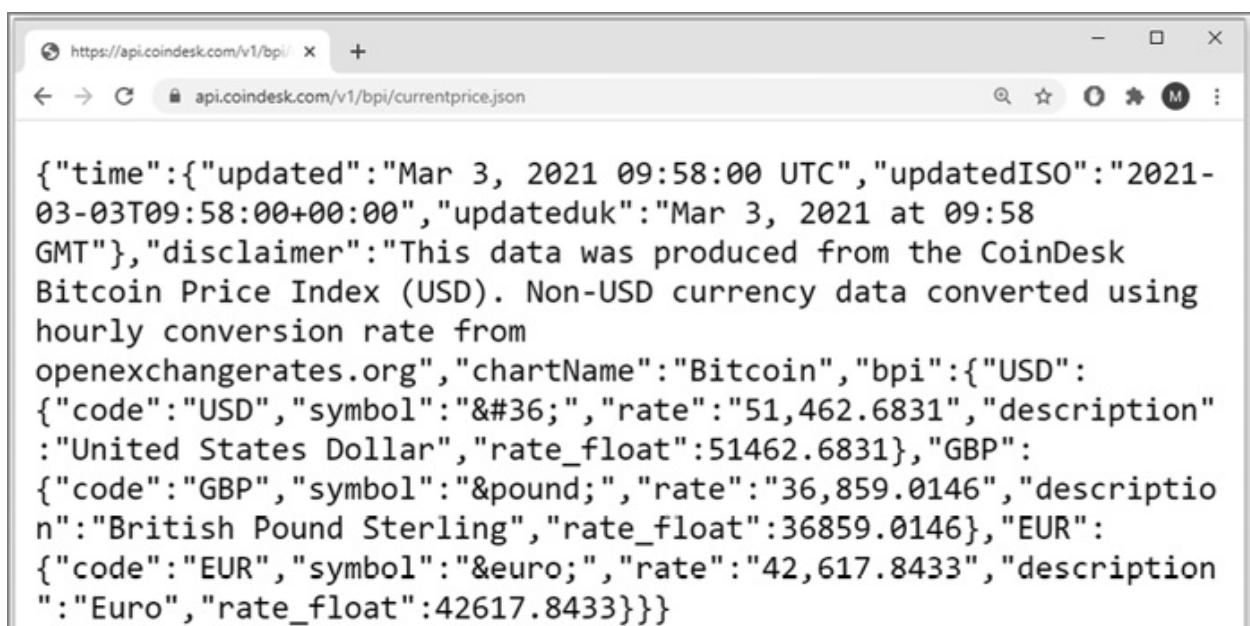 https://api.coindesk.com/v1/bpi/
api.coindesk.com/v1/bpi/currentprice.json
M
{"time":{"updated":"Mar 3, 2021 09:58:00 UTC","updatedISO":"2021-
03-03T09:58:00+00:00","updateduk":"Mar 3, 2021 at 09:58
GMT"},"disclaimer":"This data was produced from the CoinDesk
Bitcoin Price Index (USD). Non-USD currency data converted using
hourly conversion rate from
openexchangerates.org","chartName":"Bitcoin","bpi":{"USD":
{"code":"USD","symbol":"&#36;","rate":"51,462.6831","description"
:"United States Dollar","rate_float":51462.6831},"GBP":
{"code":"GBP","symbol":"&pound;","rate":"36,859.0146","descriptio
n":"British Pound Sterling","rate_float":36859.0146},"EUR":
{"code":"EUR","symbol":"&euro;","rate":"42,617.8433","description
":"Euro","rate_float":42617.8433}}}